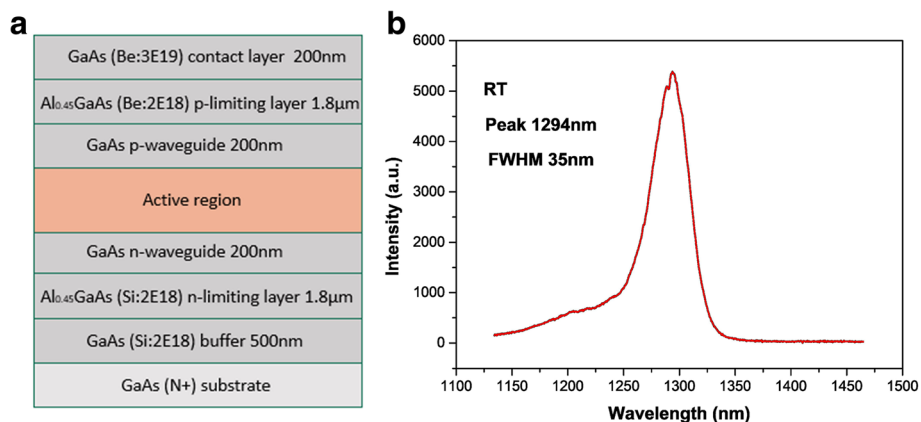 a
GaAs (Be:3E19) contact layer 200nm
Al0.45GaAs (Be:2E18) p-limiting layer 1.8μm
GaAs p-waveguide 200nm
Active region
GaAs n-waveguide 200nm
Al0.45GaAs (Si:2E18) n-limiting layer 1.8μm
GaAs (Si:2E18) buffer 500nm
GaAs (N+) substrate
b
6000
5000
4000
3000
2000
1000
0
Intensity (a.u.)
RT
Peak 1294nm
FWHM 35nm
1100 1150 1200 1250 1300 1350 1400 1450 1500
Wavelength (nm)